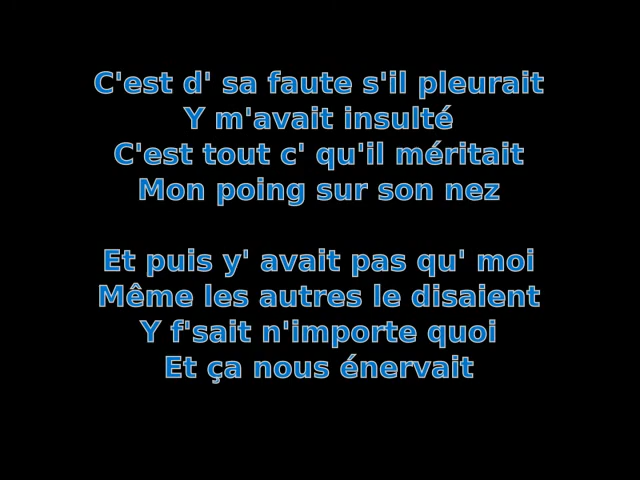 C'est d' sa faute s'il pleurait
Y m'avait insulté
C'est tout c' qu'il méritait
Mon poing sur son nez
Et puis y' avait pas qu' moi
Même les autres le disaient
Y f'sait n'importe quoi
Et ça nous énervait